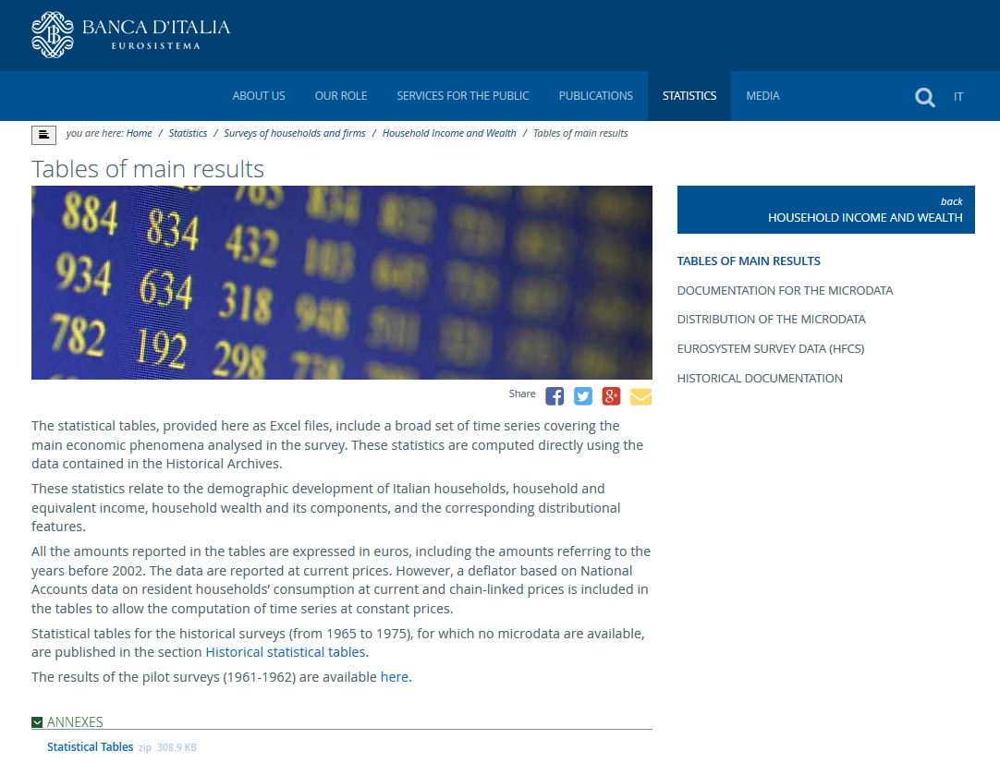 BANCA D'ITALIA
EUROSISTEMA
ABOUT US OUR ROLE SERVICES FOR THE PUBLIC PUBLICATIONS STATISTICS MEDIA IT
you are here: Home / Statistics / Surveys of households and firms / Household Income and Wealth / Tables of main results
Tables of main results
884 834 432 103
934 634 318 948
782 192 298
back
HOUSEHOLD INCOME AND WEALTH
TABLES OF MAIN RESULTS
DOCUMENTATION FOR THE MICRODATA
DISTRIBUTION OF THE MICRODATA
EUROSYSTEM SURVEY DATA (HFCS)
HISTORICAL DOCUMENTATION
Share
The statistical tables, provided here as Excel files, include a broad set of time series covering the
main economic phenomena analysed in the survey. These statistics are computed directly using the
data contained in the Historical Archives.
These statistics relate to the demographic development of Italian households, household and
equivalent income, household wealth and its components, and the corresponding distributional
features.
All the amounts reported in the tables are expressed in euros, including the amounts referring to the
years before 2002. The data are reported at current prices. However, a deflator based on National
Accounts data on resident households’ consumption at current and chain-linked prices is included in
the tables to allow the computation of time series at constant prices.
Statistical tables for the historical surveys (from 1965 to 1975), for which no microdata are available,
are published in the section Historical statistical tables.
The results of the pilot surveys (1961-1962) are available here.
ANNEXES
Statistical Tables zip 308.9 KB